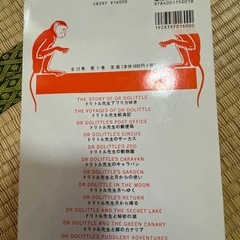 C8397 ¥1600E
9784001150018
1928397016000
全12巻 第1巻 定価(本体1600円+税)
THE STORY OF DR DOLITTLE
ドリトル先生アフリカゆき
THE VOYAGES OF DR DOLITTLE
ドリトル先生航海記
DR DOLITTLE'S POST OFFICE
ドリトル先生の郵便局
DR DOLITTLE'S CIRCUS
ドリトル先生のサーカス
DR DOLITTLE'S ZOO
ドリトル先生の動物園
DR DOLITTLE'S CARAVAN
ドリトル先生のキャラバン
DR DOLITTLE'S GARDEN
ドリトル先生と月からの使い
DR DOLITTLE IN THE MOON
ドリトル先生月へゆく
DR DOLITTLE'S RETURN
ドリトル先生月から帰る
DR DOLITTLE AND THE SECRET LAKE
ドリトル先生と秘密の湖
DR DOLITTLE AND THE GREEN CANARY
ドリトル先生と緑のカナリア
DR DOLITTLE'S PUDDLEBY ADVENTURES